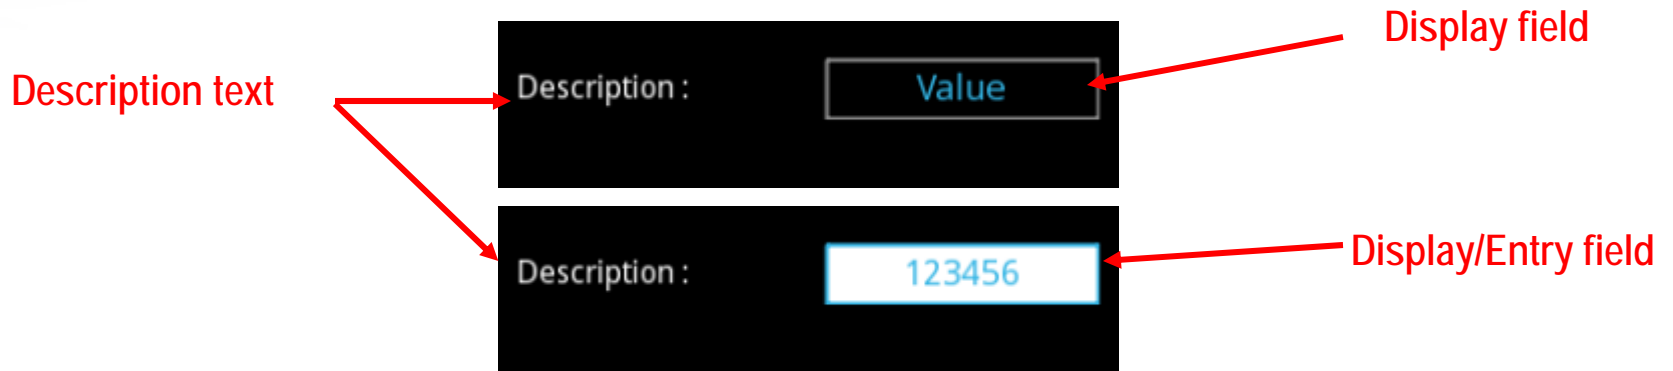 Display field
Description text
Description :
Value
Description :
123456
Display/Entry field